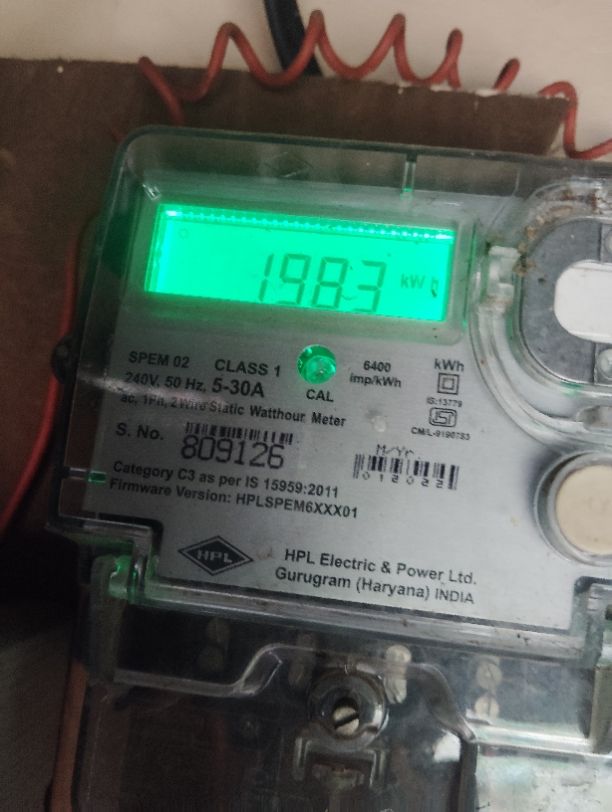 1983 kWh
SPEM 02 CLASS 1 6400 imp/kWh kWh
240V, 50 Hz, 5-30A CAL IS:13779
ac, 1PH, 2 Wire Static Watthour Meter
S. No. 809126 M/Yr.
012022
Category C3 as per IS 15959:2011
Firmware Version: HPLSPEM6XXX01
HPL HPL Electric & Power Ltd.
Gurugram (Haryana) INDIA